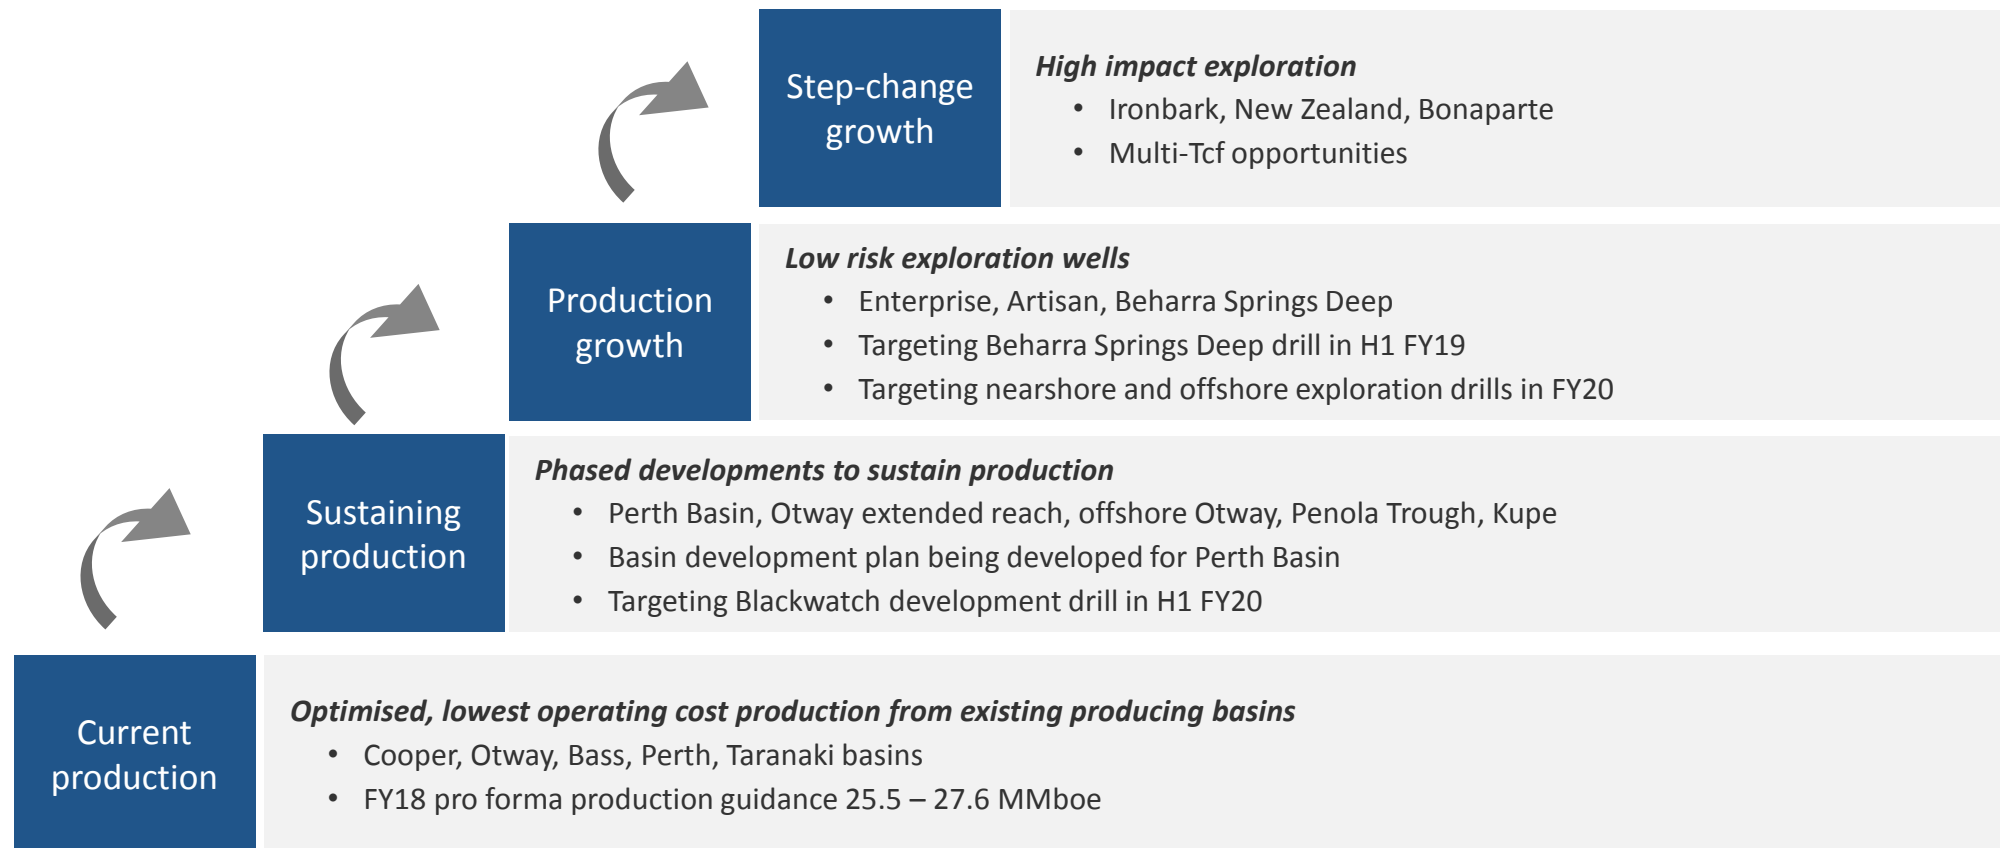 Step-change
growth
High impact exploration
• Ironbark, New Zealand, Bonaparte
• Multi-Tcf opportunities
Production
growth
Low risk exploration wells
• Enterprise, Artisan, Beharra Springs Deep
• Targeting Beharra Springs Deep drill in H1 FY19
• Targeting nearshore and offshore exploration drills in FY20
Sustaining
production
Phased developments to sustain production
• Perth Basin, Otway extended reach, offshore Otway, Penola Trough, Kupe
• Basin development plan being developed for Perth Basin
• Targeting Blackwatch development drill in H1 FY20
Current
production
Optimised, lowest operating cost production from existing producing basins
• Cooper, Otway, Bass, Perth, Taranaki basins
• FY18 pro forma production guidance 25.5 – 27.6 MMboe